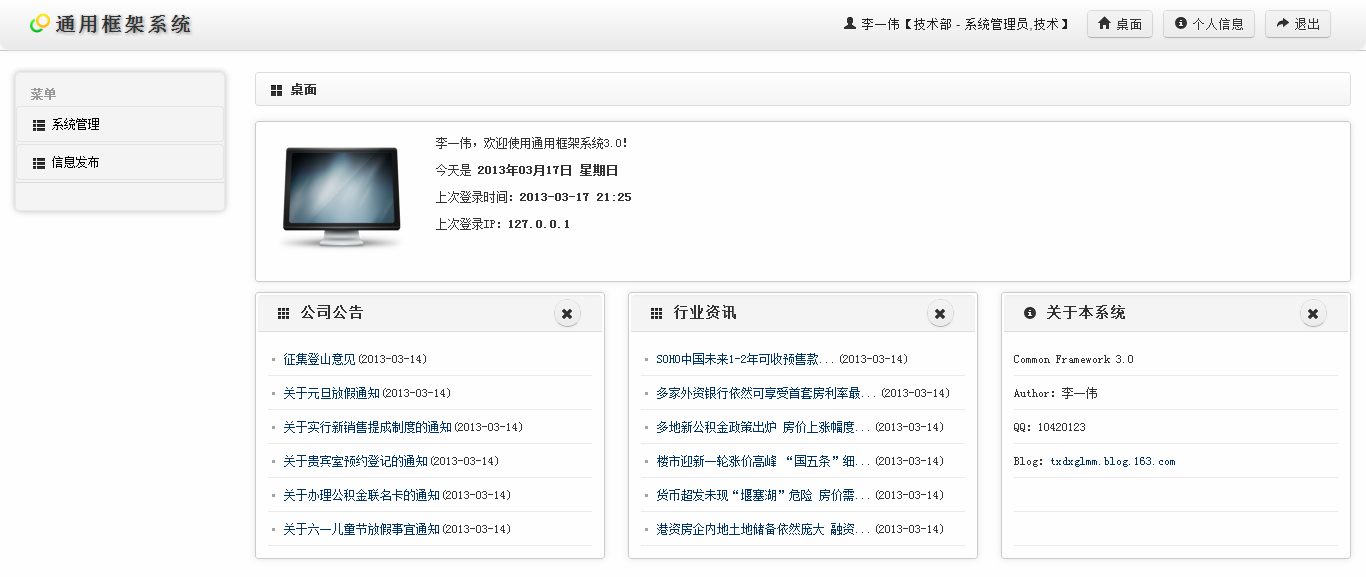 通用框架系统
李一伟【技术部 - 系统管理员,技术】 桌面 个人信息 退出
菜单
系统管理
信息发布
桌面
李一伟，欢迎使用通用框架系统3.0!
今天是 2013年03月17日 星期日
上次登录时间: 2013-03-17 21:25
上次登录IP: 127.0.0.1
公司公告
征集登山意见(2013-03-14)
关于元旦放假通知(2013-03-14)
关于实行新销售提成制度的通知(2013-03-14)
关于贵宾室预约登记的通知(2013-03-14)
关于办理公积金联名卡的通知(2013-03-14)
关于六一儿童节放假事宜通知(2013-03-14)
行业资讯
SOHO中国未来1-2年可收预售款...(2013-03-14)
多家外资银行依然可享受首套房利率最...(2013-03-14)
多地新公积金政策出炉 房价上涨幅度...(2013-03-14)
楼市迎新一轮涨价高峰 “国五条”细...(2013-03-14)
货币超发未现“堰塞湖”危险 房价需...(2013-03-14)
港资房企内地土地储备依然庞大 融资...(2013-03-14)
关于本系统
Common Framework 3.0
Author: 李一伟
QQ: 10420123
Blog: txdxglmm.blog.163.com